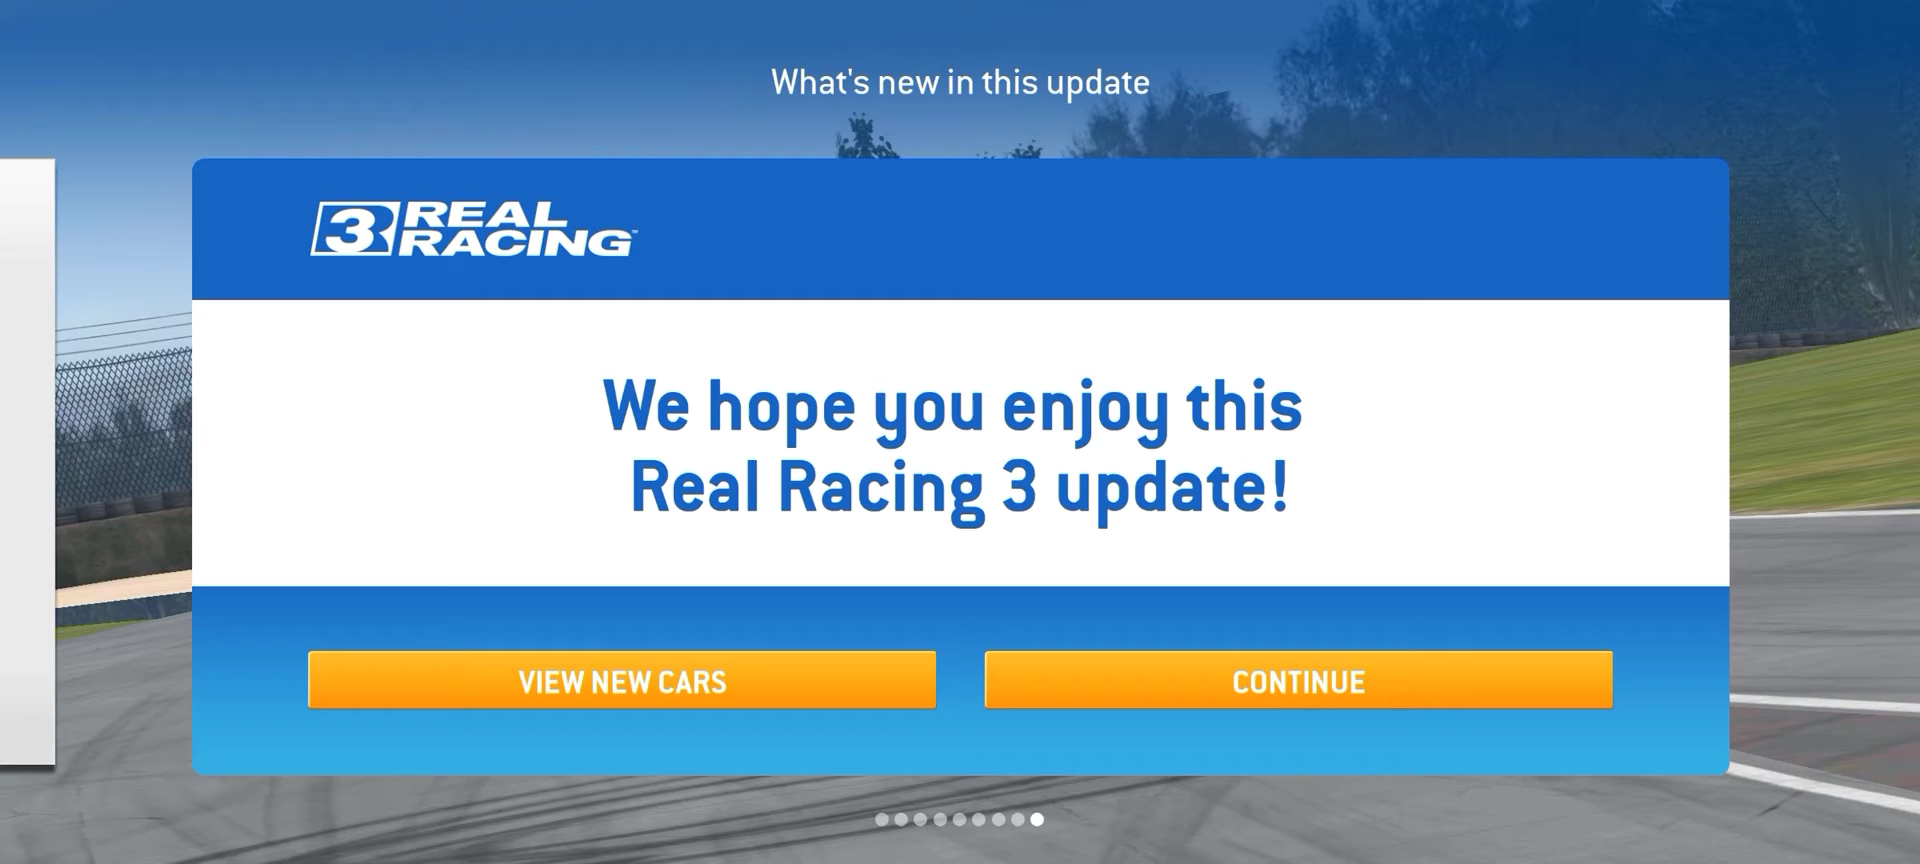 What's new in this update
3 REAL
RACING™
We hope you enjoy this
Real Racing 3 update!
VIEW NEW CARS
CONTINUE